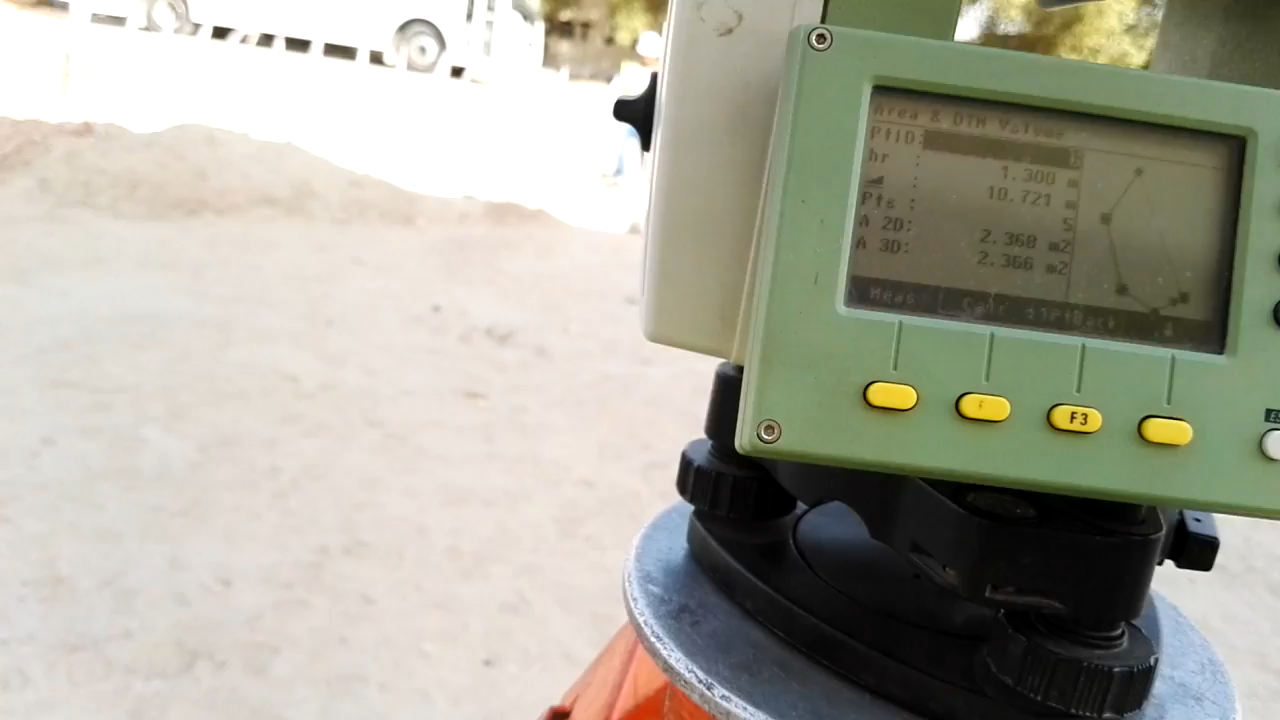 Area & DTM Volume
PtID:
hr : 1.300 m
: 10.721 m
Pts : 5
A 2D: 2.368 m2
A 3D: 2.366 m2
Meas Calc 1PtBack
F3